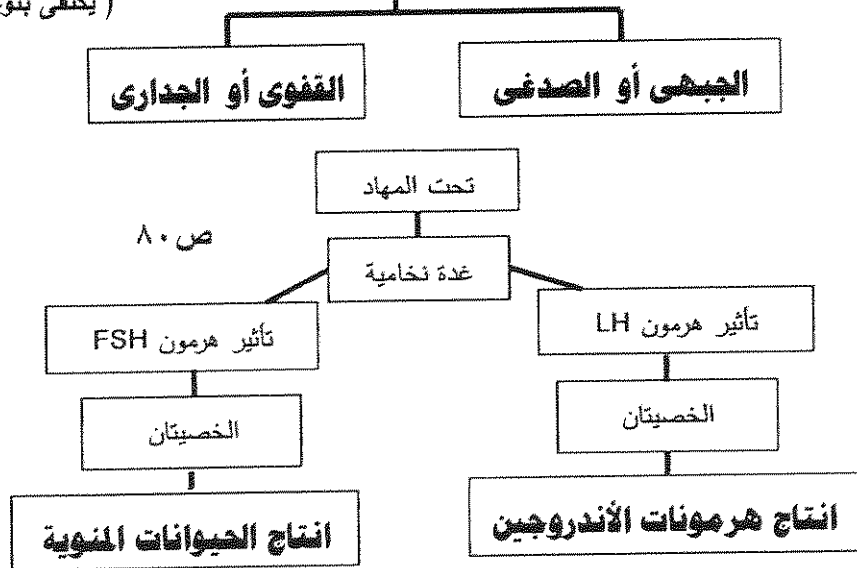 ( يكتفى
الجبهى أو الصدغى
القفوى أو الجدارى
تحت المهاد
ص ٨٠
غدة نخامية
تأثير هرمون LH
تأثير هرمون FSH
الخصيتان
الخصيتان
انتاج هرمونات الأندروجين
انتاج الحيوانات المنوية